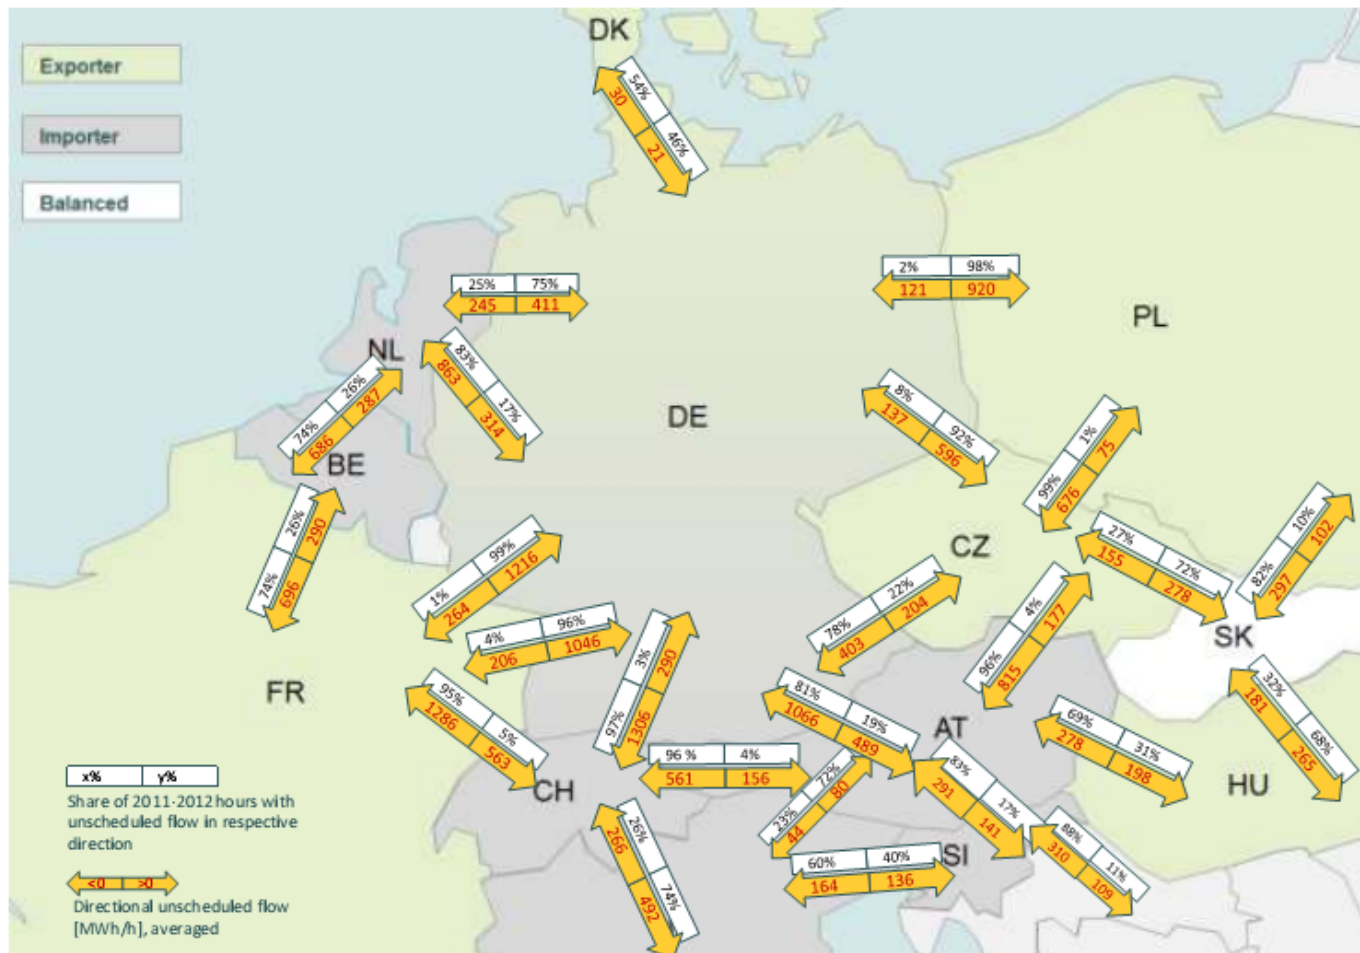 DK
Exporter
Importer
Balanced
54% 46%
30 21
25% 75%
245 411
2% 98%
121 920
PL
NL
83% 17%
863 314
DE
74% 26%
686 287
BE
8% 92%
137 596
99% 1%
676 75
74% 26%
696 290
CZ
27% 72%
155 278
82% 10%
297 102
SK
1% 99%
264 1216
4% 96%
206 1046
78% 22%
403 204
96% 4%
815 177
FR
95% 5%
1286 563
97% 3%
1306 290
81% 19%
1066 489
AT
69% 31%
278 198
32% 68%
181 265
HU
CH
96 % 4%
561 156
23% 72%
44 80
83% 17%
291 141
SI
88% 11%
310 109
60% 40%
164 136
26% 74%
266 492
x% y%
Share of 2011-2012 hours with
unscheduled flow in respective
direction
<0 >0
Directional unscheduled flow
[MWh/h], averaged